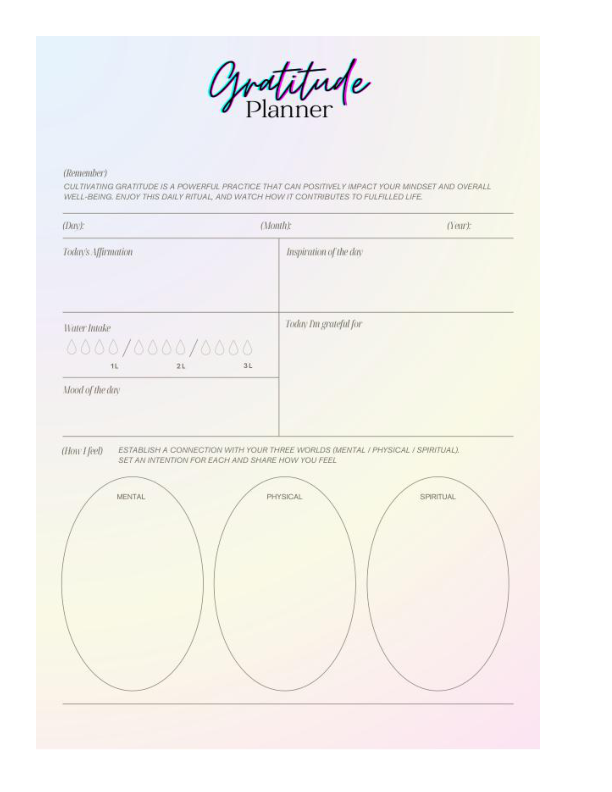 Gratitude
Planner
(Remember)
CULTIVATING GRATITUDE IS A POWERFUL PRACTICE THAT CAN POSITIVELY IMPACT YOUR MINDSET AND OVERALL
WELL-BEING. ENJOY THIS DAILY RITUAL, AND WATCH HOW IT CONTRIBUTES TO FULFILLED LIFE.
(Day): (Month): (Year):
Today's Affirmation
Inspiration of the day
Water Intake
1 L 2 L 3 L
Today I'm grateful for
Mood of the day
(How I feel) ESTABLISH A CONNECTION WITH YOUR THREE WORLDS (MENTAL / PHYSICAL / SPIRITUAL).
SET AN INTENTION FOR EACH AND SHARE HOW YOU FEEL
MENTAL PHYSICAL SPIRITUAL